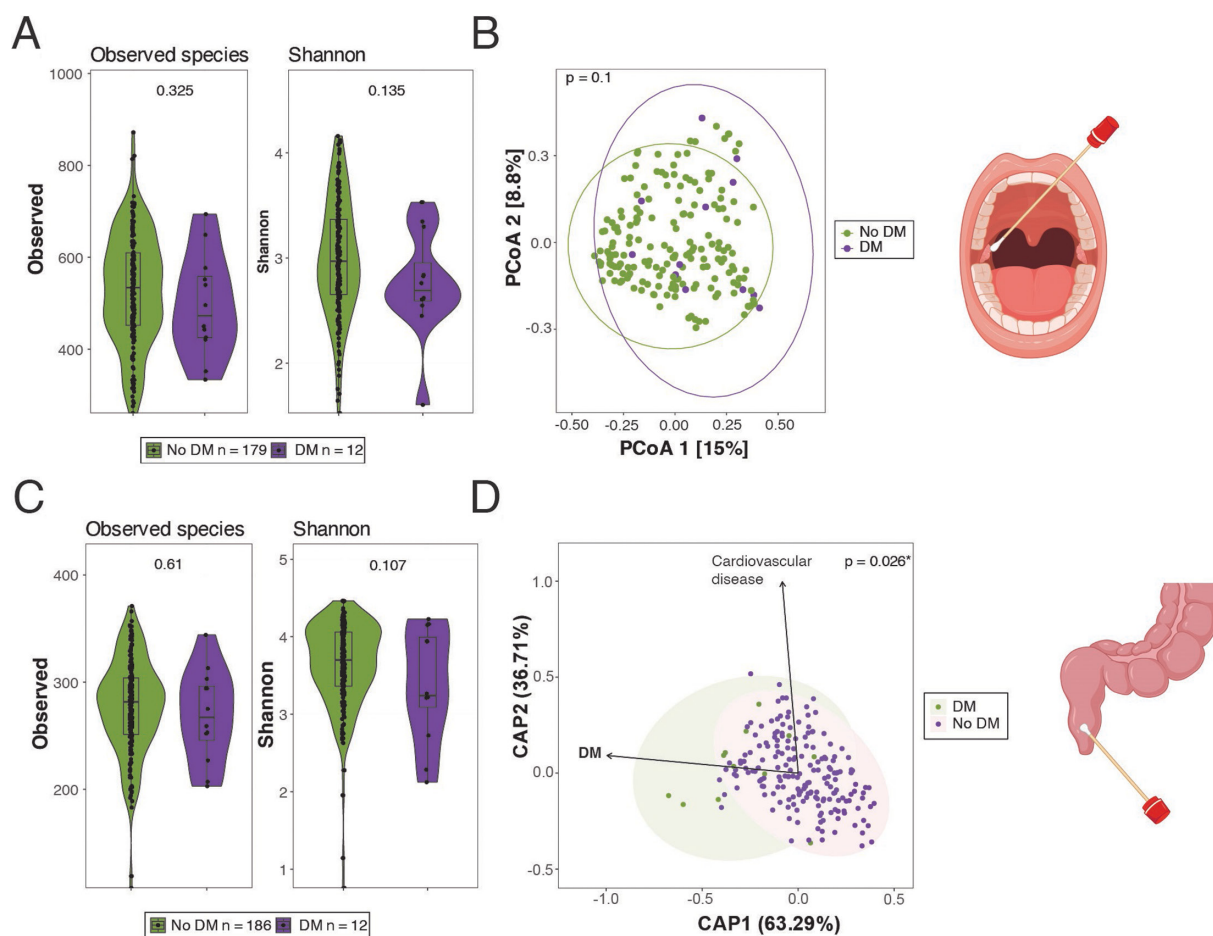 A
Observed species
Shannon
1000
800
600
400
Observed
0.325
4
3
2
Shannon
0.135
No DM n = 179
DM n = 12
B
p = 0.1
0.3
0.0
-0.3
PCoA 2 [8.8%]
-0.50
-0.25
0.00
0.25
0.50
PCoA 1 [15%]
No DM
DM
C
Observed species
Shannon
400
300
200
Observed
0.61
5
4
3
2
1
Shannon
0.107
No DM n = 186
DM n = 12
D
Cardiovascular
disease
p = 0.026*
DM
1.0
0.5
0.0
-0.5
CAP2 (36.71%)
-1.0
-0.5
0.0
0.5
CAP1 (63.29%)
DM
No DM